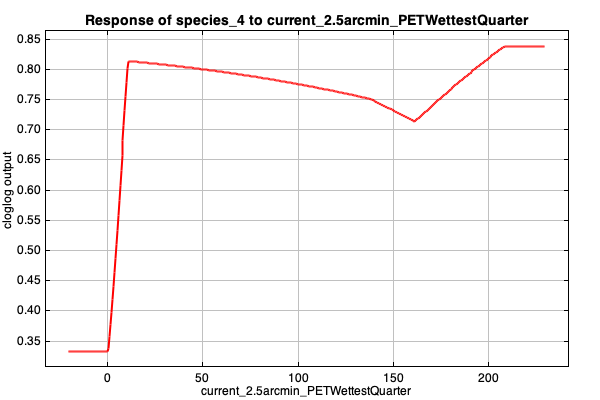 Response of species_4 to current_2.5arcmin_PETWettestQuarter
cloglog output
0.85
0.80
0.75
0.70
0.65
0.60
0.55
0.50
0.45
0.40
0.35
0 50 100 150 200
current_2.5arcmin_PETWettestQuarter